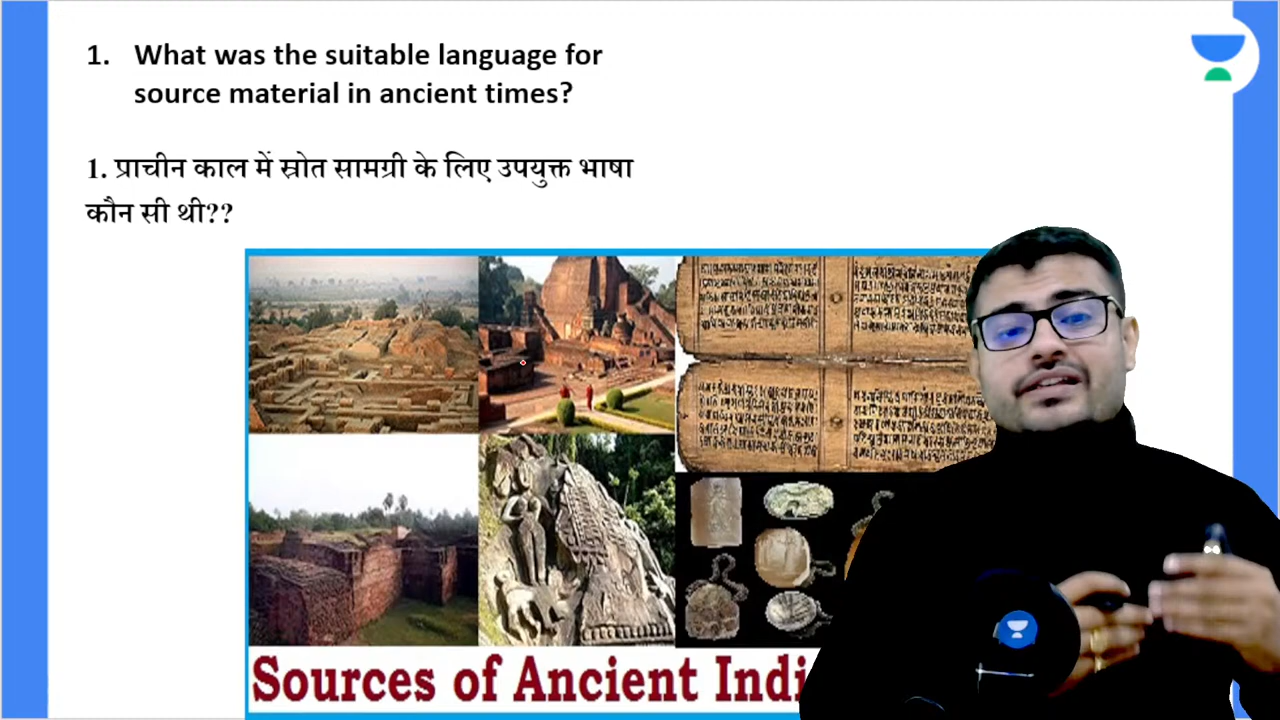 1. What was the suitable language for
source material in ancient times?
1. प्राचीन काल में स्रोत सामग्री के लिए उपयुक्त भाषा
कौन सी थी??
Sources of Ancient Indi